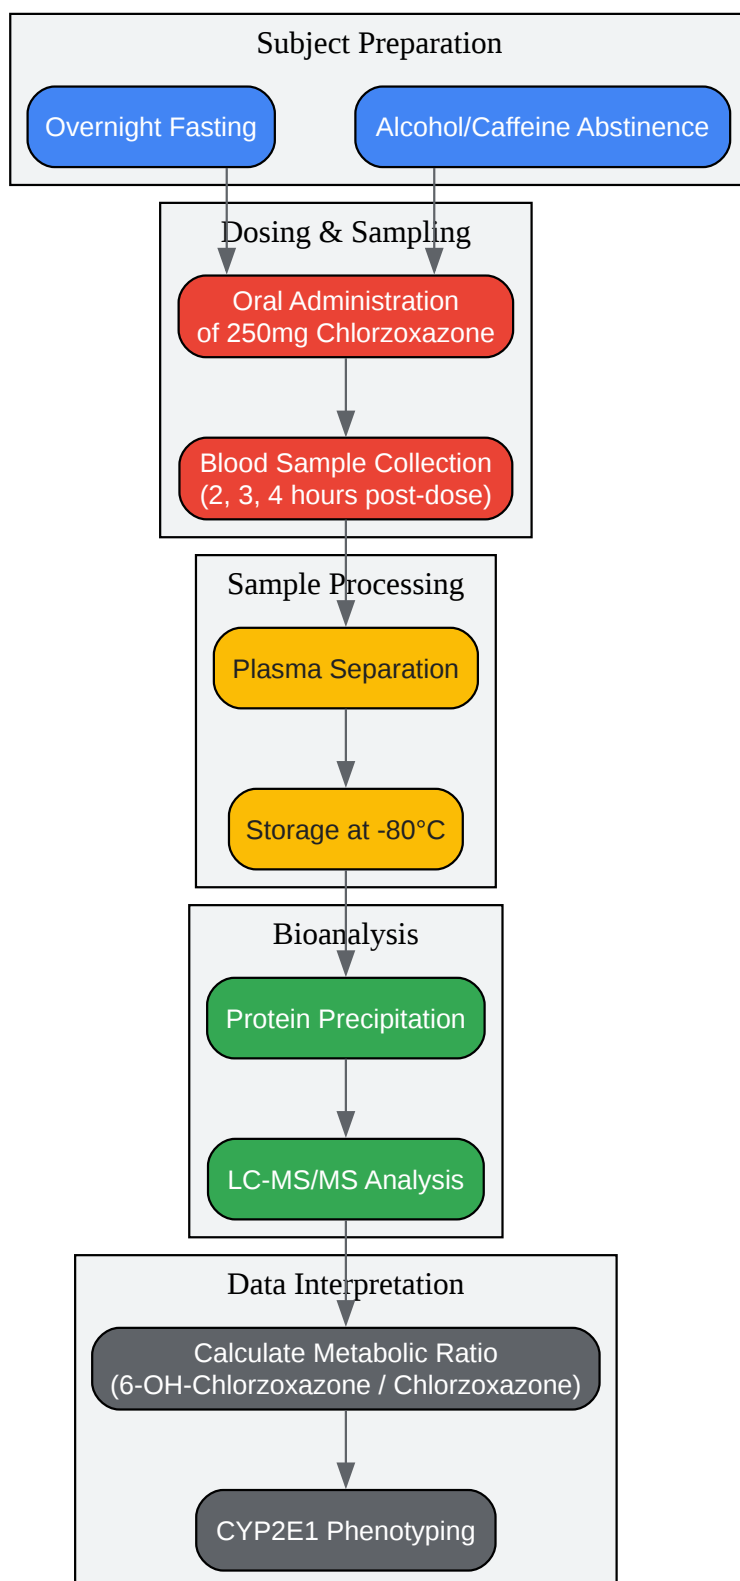 Subject Preparation
Overnight Fasting
Alcohol/Caffeine Abstinence
Dosing & Sampling
Oral Administration
of 250mg Chlorzoxazone
Blood Sample Collection
(2, 3, 4 hours post-dose)
Sample Processing
Plasma Separation
Storage at -80°C
Bioanalysis
Protein Precipitation
LC-MS/MS Analysis
Data Interpretation
Calculate Metabolic Ratio
(6-OH-Chlorzoxazone / Chlorzoxazone)
CYP2E1 Phenotyping